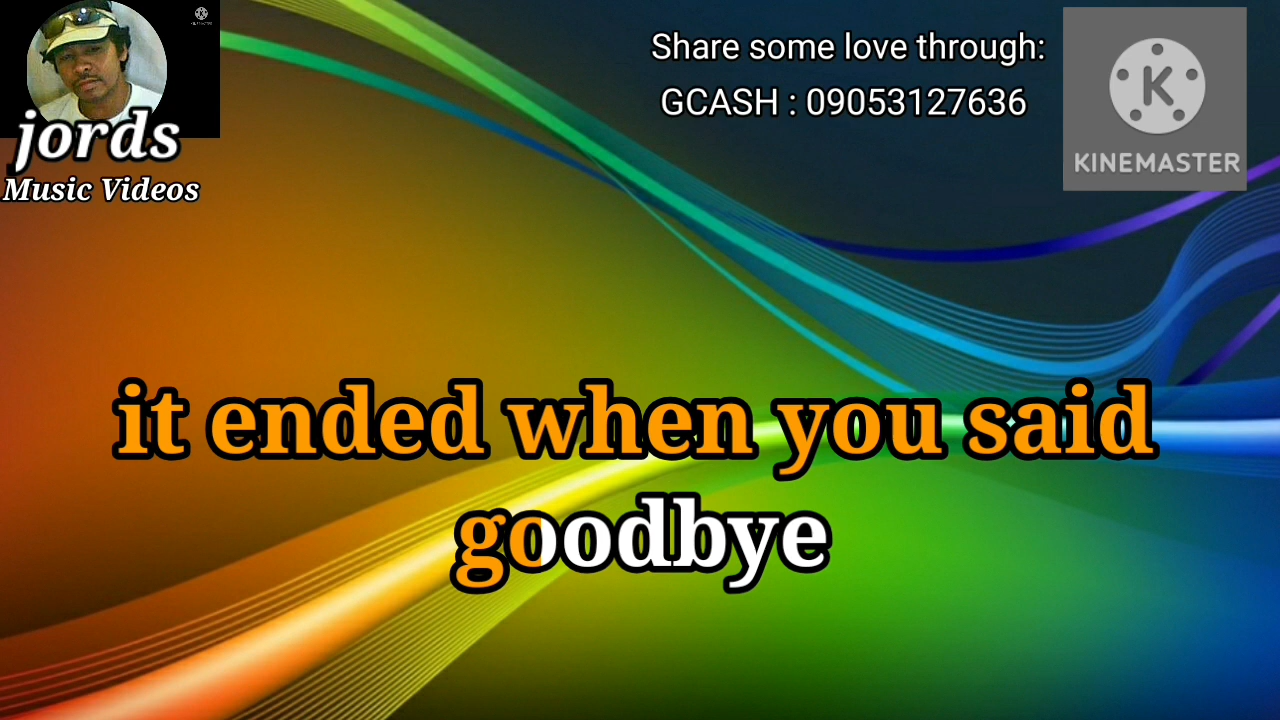 jords
Music Videos
Share some love through:
GCASH : 09053127636
KINEMASTER
it ended when you said
goodbye